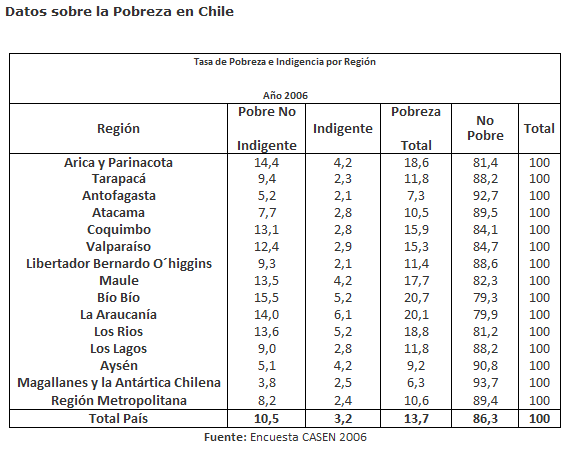 Datos sobre la Pobreza en Chile
Tasa de Pobreza e Indigencia por Región
Año 2006
Región Pobre No Indigente Indigente Pobreza Total No Pobre Total
Arica y Parinacota 14,4 4,2 18,6 81,4 100
Tarapacá 9,4 2,3 11,8 88,2 100
Antofagasta 5,2 2,1 7,3 92,7 100
Atacama 7,7 2,8 10,5 89,5 100
Coquimbo 13,1 2,8 15,9 84,1 100
Valparaíso 12,4 2,9 15,3 84,7 100
Libertador Bernardo O´higgins 9,3 2,1 11,4 88,6 100
Maule 13,5 4,2 17,7 82,3 100
Bío Bío 15,5 5,2 20,7 79,3 100
La Araucanía 14,0 6,1 20,1 79,9 100
Los Rios 13,6 5,2 18,8 81,2 100
Los Lagos 9,0 2,8 11,8 88,2 100
Aysén 5,1 4,2 9,2 90,8 100
Magallanes y la Antártica Chilena 3,8 2,5 6,3 93,7 100
Región Metropolitana 8,2 2,4 10,6 89,4 100
Total País 10,5 3,2 13,7 86,3 100
Fuente: Encuesta CASEN 2006